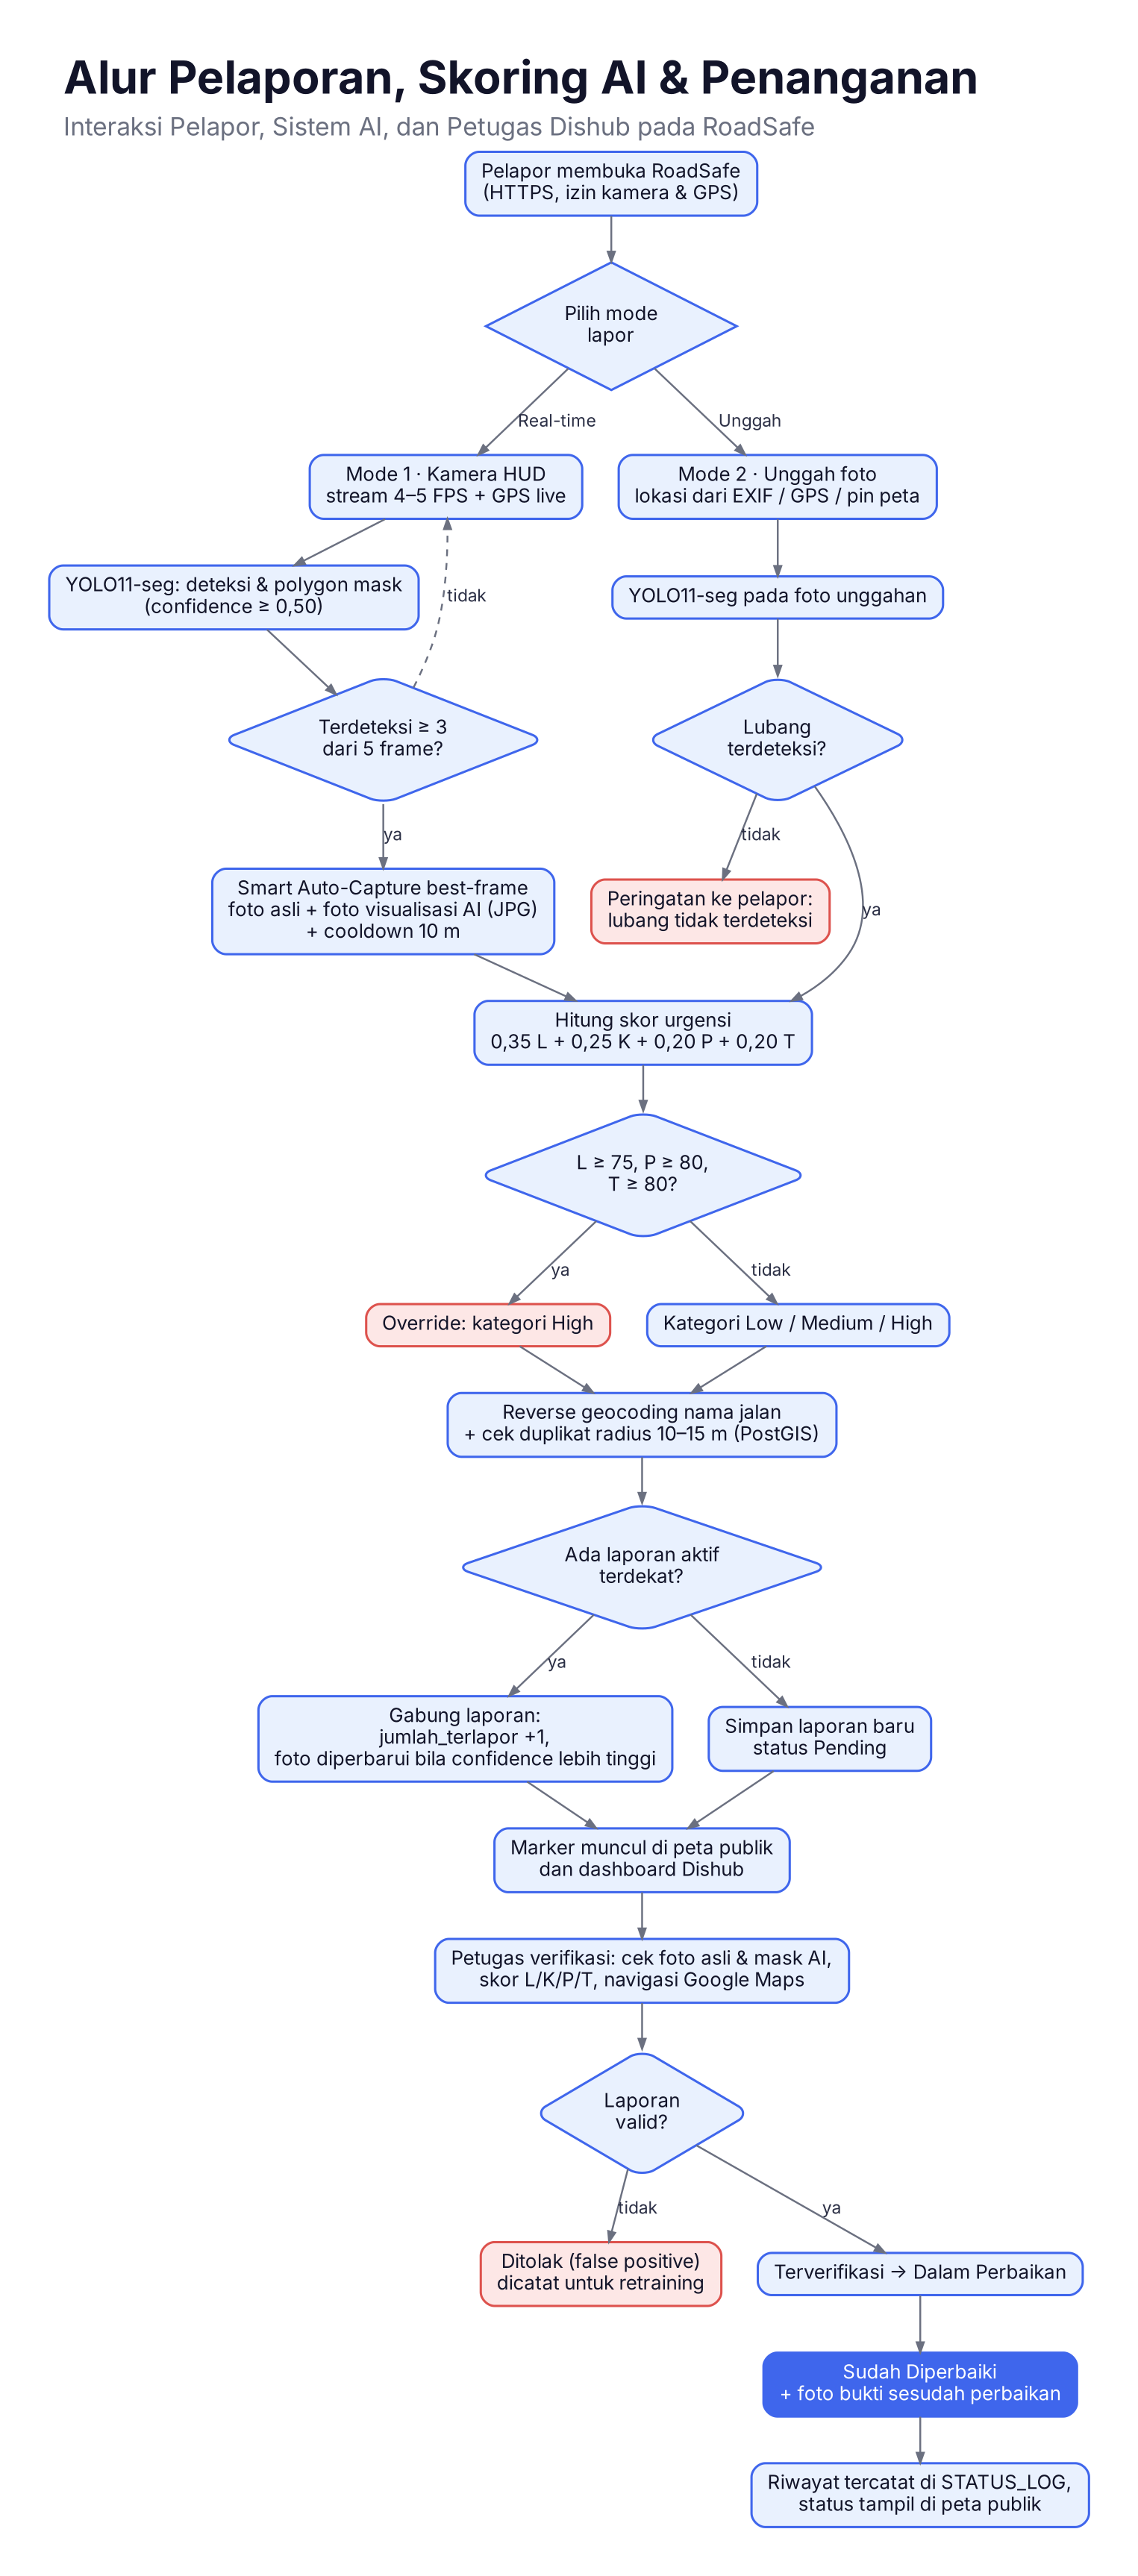 Alur Pelaporan, Skoring AI & Penanganan
Interaksi Pelapor, Sistem AI, dan Petugas Dishub pada RoadSafe
Pelapor membuka RoadSafe
(HTTPS, izin kamera & GPS)
Pilih mode
lapor
Real-time
Unggah
Mode 1 · Kamera HUD
stream 4–5 FPS + GPS live
Mode 2 · Unggah foto
lokasi dari EXIF / GPS / pin peta
YOLO11-seg: deteksi & polygon mask
(confidence ≥ 0,50)
tidak
YOLO11-seg pada foto unggahan
Terdeteksi ≥ 3
dari 5 frame?
Lubang
terdeteksi?
ya
tidak
ya
Smart Auto-Capture best-frame
foto asli + foto visualisasi AI (JPG)
+ cooldown 10 m
Peringatan ke pelapor:
lubang tidak terdeteksi
Hitung skor urgensi
0,35 L + 0,25 K + 0,20 P + 0,20 T
L ≥ 75, P ≥ 80,
T ≥ 80?
ya
tidak
Override: kategori High
Kategori Low / Medium / High
Reverse geocoding nama jalan
+ cek duplikat radius 10–15 m (PostGIS)
Ada laporan aktif
terdekat?
ya
tidak
Gabung laporan:
jumlah_terlapor +1,
foto diperbarui bila confidence lebih tinggi
Simpan laporan baru
status Pending
Marker muncul di peta publik
dan dashboard Dishub
Petugas verifikasi: cek foto asli & mask AI,
skor L/K/P/T, navigasi Google Maps
Laporan
valid?
tidak
ya
Ditolak (false positive)
dicatat untuk retraining
Terverifikasi → Dalam Perbaikan
Sudah Diperbaiki
+ foto bukti sesudah perbaikan
Riwayat tercatat di STATUS_LOG,
status tampil di peta publik